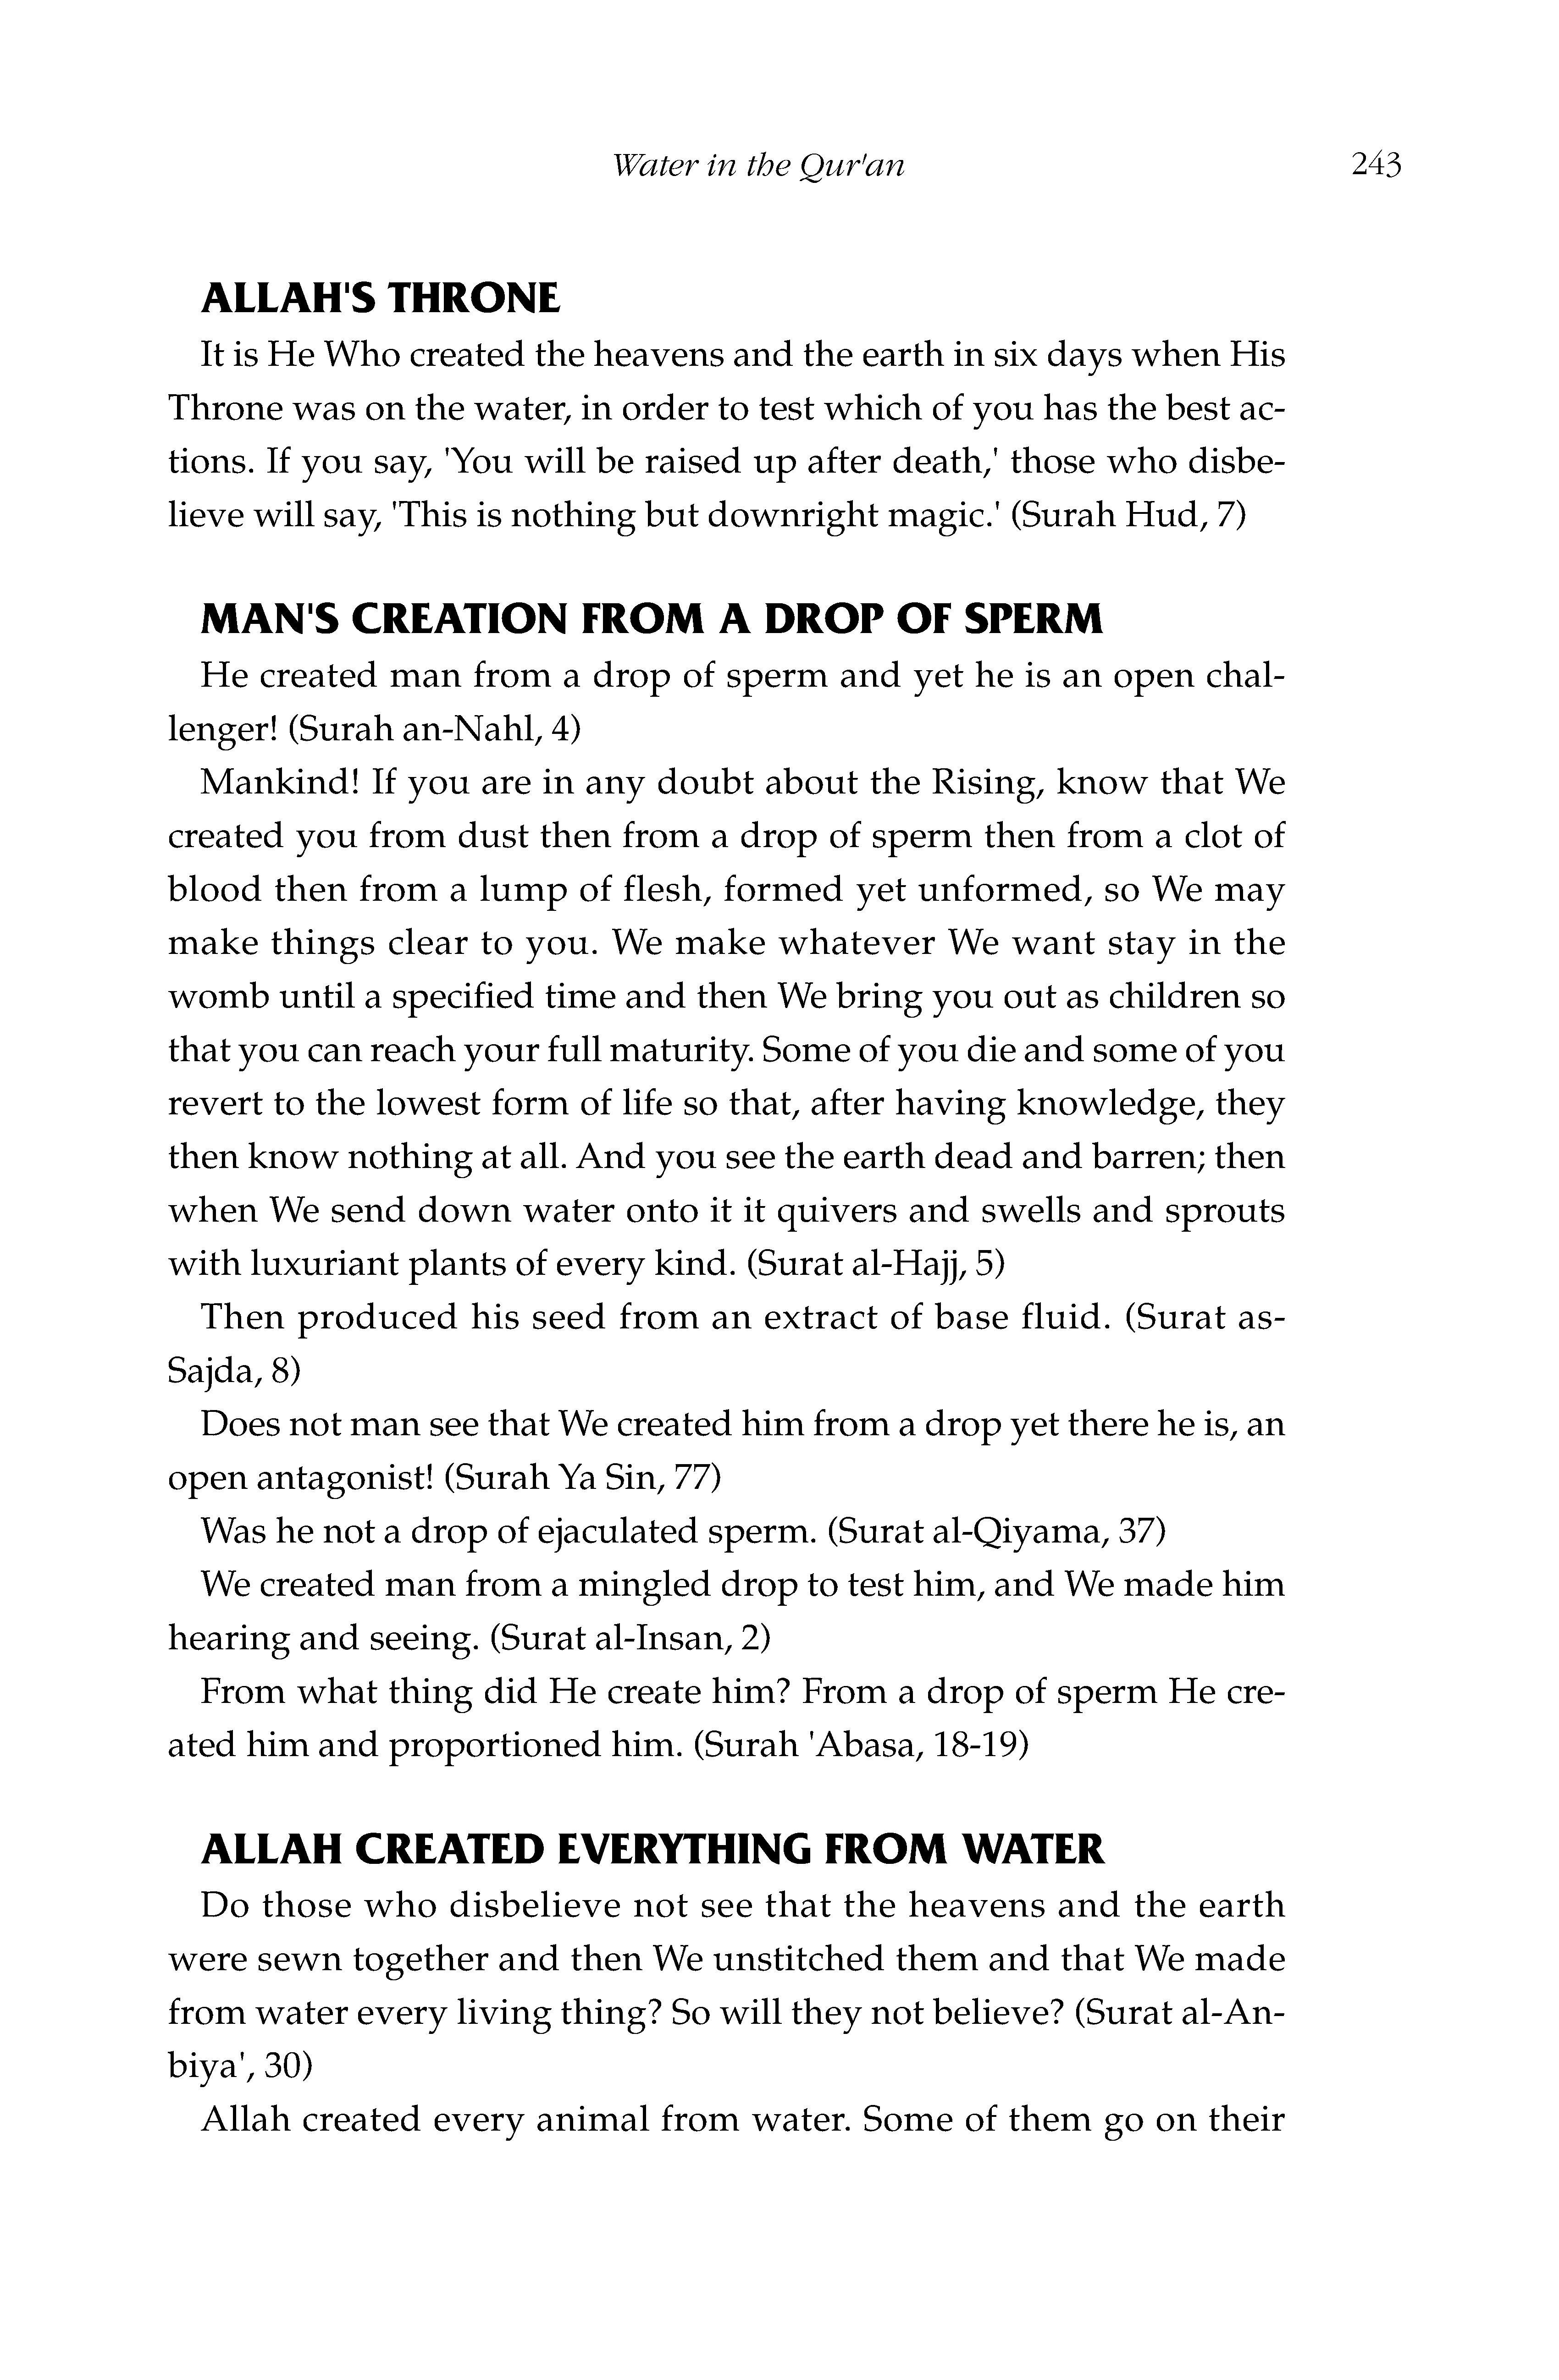 Water in the Qur'an 243
ALLAH'S THRONE
It is He Who created the heavens and the earth in six days when His
Throne was on the water, in order to test which of you has the best ac-
tions. If you say, 'You will be raised up after death,' those who disbe-
lieve will say, 'This is nothing but downright magic.' (Surah Hud, 7)
MAN'S CREATION FROM A DROP OF SPERM
He created man from a drop of sperm and yet he is an open chal-
lenger! (Surah an-Nahl, 4)
Mankind! If you are in any doubt about the Rising, know that We
created you from dust then from a drop of sperm then from a clot of
blood then from a lump of flesh, formed yet unformed, so We may
make things clear to you. We make whatever We want stay in the
womb until a specified time and then We bring you out as children so
that you can reach your full maturity. Some of you die and some of you
revert to the lowest form of life so that, after having knowledge, they
then know nothing at all. And you see the earth dead and barren; then
when We send down water onto it it quivers and swells and sprouts
with luxuriant plants of every kind. (Surat al-Hajj, 5)
Then produced his seed from an extract of base fluid. (Surat as-
Sajda, 8)
Does not man see that We created him from a drop yet there he is, an
open antagonist! (Surah Ya Sin, 77)
Was he not a drop of ejaculated sperm. (Surat al-Qiyama, 37)
We created man from a mingled drop to test him, and We made him
hearing and seeing. (Surat al-Insan, 2)
From what thing did He create him? From a drop of sperm He cre-
ated him and proportioned him. (Surah 'Abasa, 18-19)
ALLAH CREATED EVERYTHING FROM WATER
Do those who disbelieve not see that the heavens and the earth
were sewn together and then We unstitched them and that We made
from water every living thing? So will they not believe? (Surat al-An-
biya', 30)
Allah created every animal from water. Some of them go on their